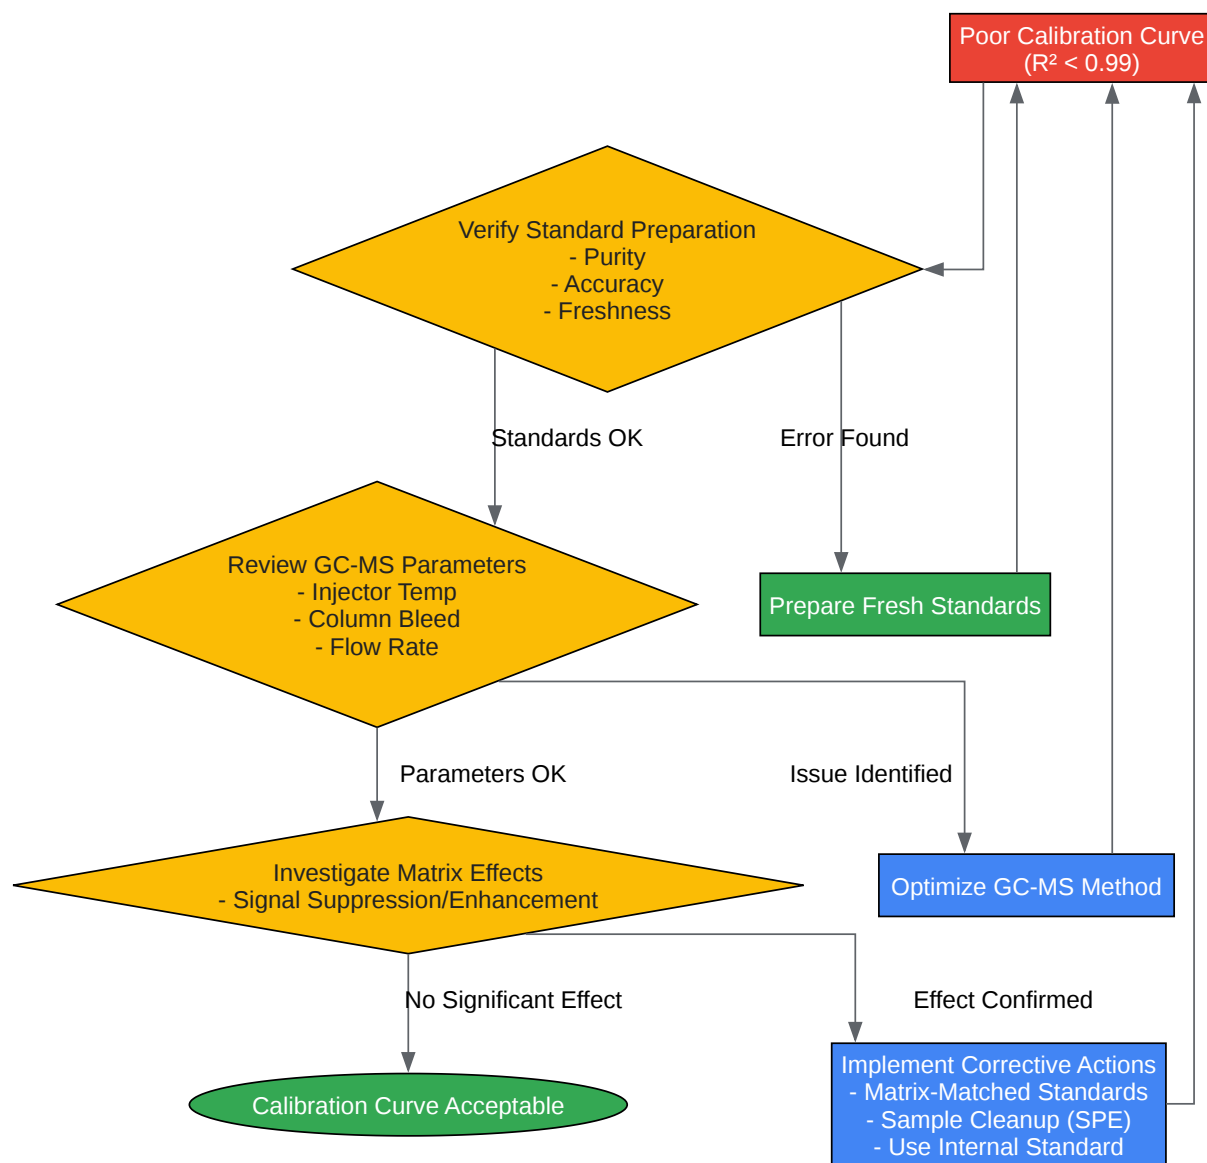 Poor Calibration Curve
(R² < 0.99)
Verify Standard Preparation
- Purity
- Accuracy
- Freshness
Standards OK
Error Found
Review GC-MS Parameters
- Injector Temp
- Column Bleed
- Flow Rate
Prepare Fresh Standards
Parameters OK
Issue Identified
Investigate Matrix Effects
- Signal Suppression/Enhancement
Optimize GC-MS Method
No Significant Effect
Effect Confirmed
Calibration Curve Acceptable
Implement Corrective Actions
- Matrix-Matched Standards
- Sample Cleanup (SPE)
- Use Internal Standard